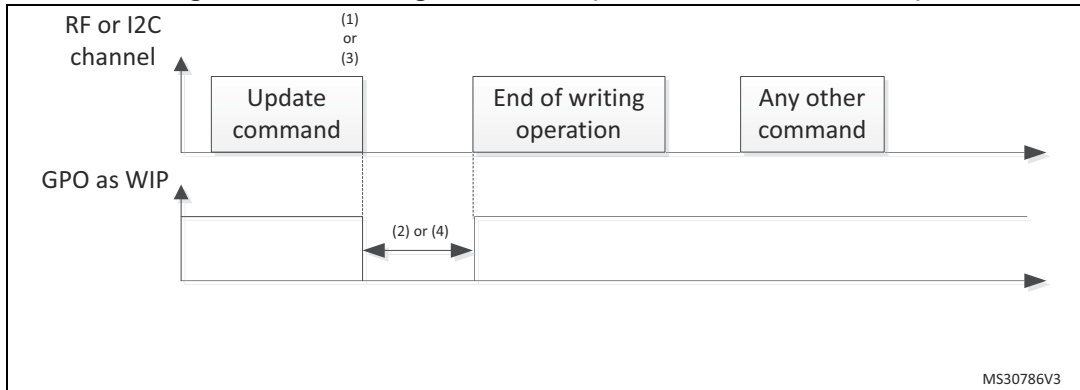 RF or I2C
channel
(1)
or
(3)
Update
command
End of writing
operation
Any other
command
GPO as WIP
(2) or (4)
MS30786V3